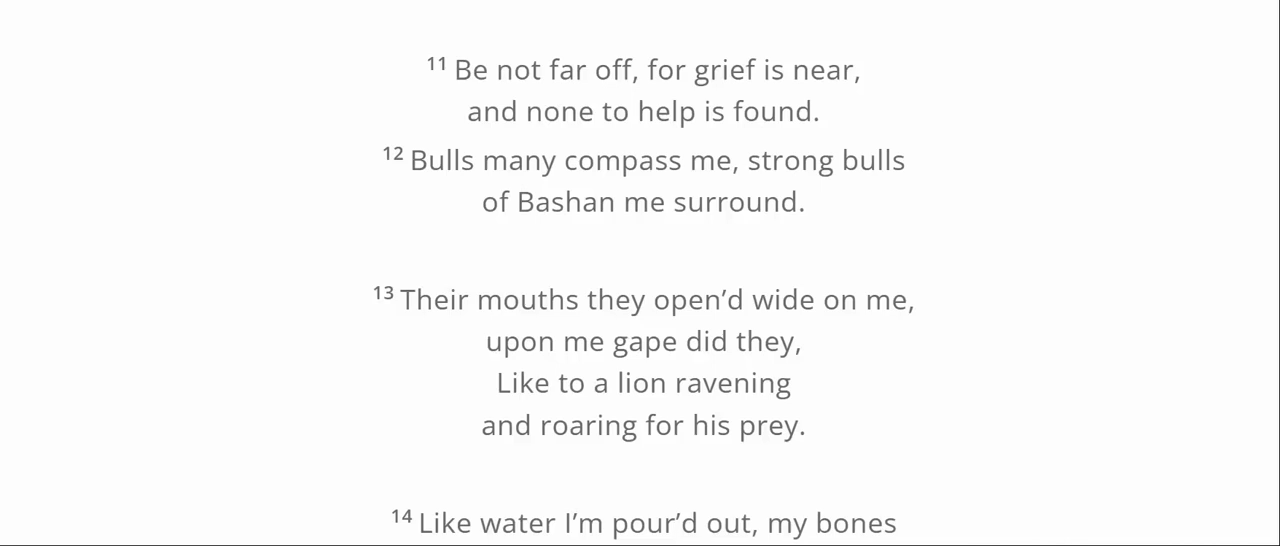 11 Be not far off, for grief is near,
and none to help is found.
12 Bulls many compass me, strong bulls
of Bashan me surround.
13 Their mouths they open’d wide on me,
upon me gape did they,
Like to a lion ravening
and roaring for his prey.
14 Like water I’m pour’d out, my bones